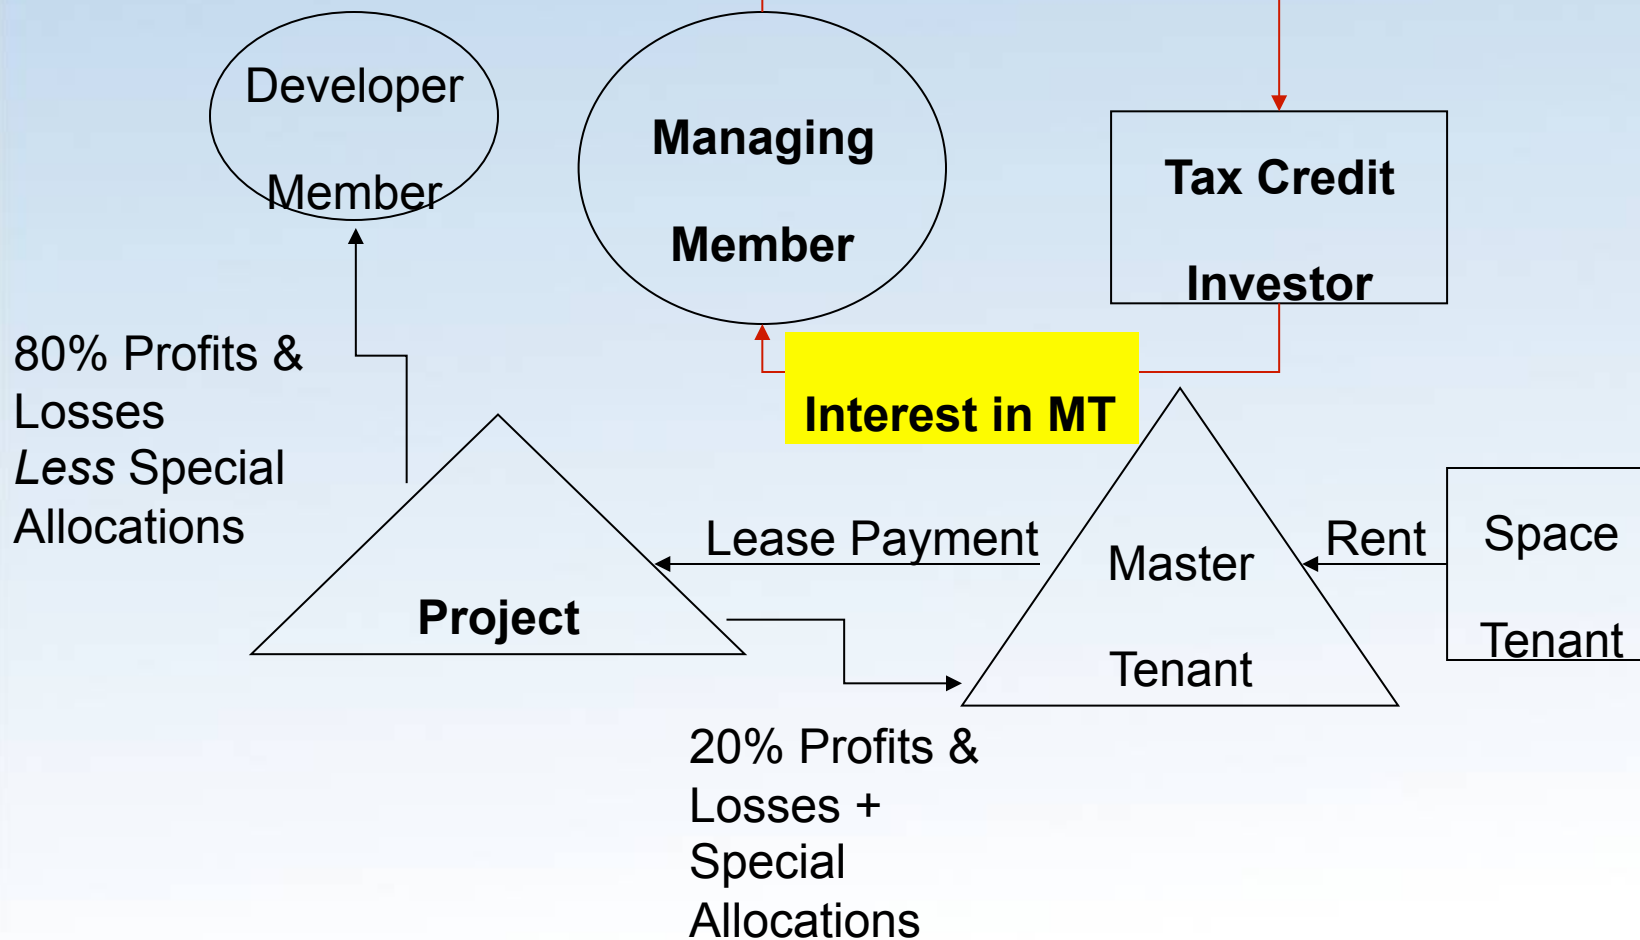 Developer
Member
Managing
Member
Tax Credit
Investor
80% Profits &
Losses
Less Special
Allocations
Interest in MT
Project
Lease Payment
Master
Tenant
Rent
Space
Tenant
20% Profits &
Losses +
Special
Allocations